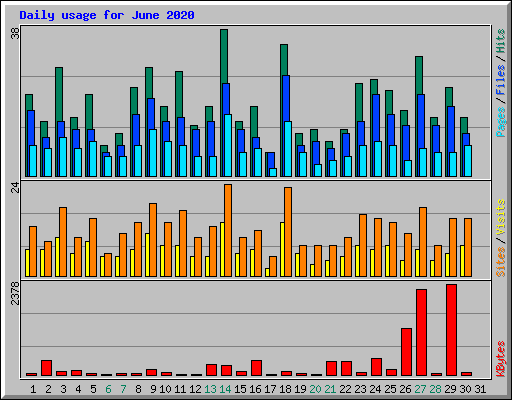 Daily usage for June 2020
38
Pages / Files / Hits
24
Sites / Visits
2378
KBytes
1 2 3 4 5 6 7 8 9 10 11 12 13 14 15 16 17 18 19 20 21 22 23 24 25 26 27 28 29 30 31